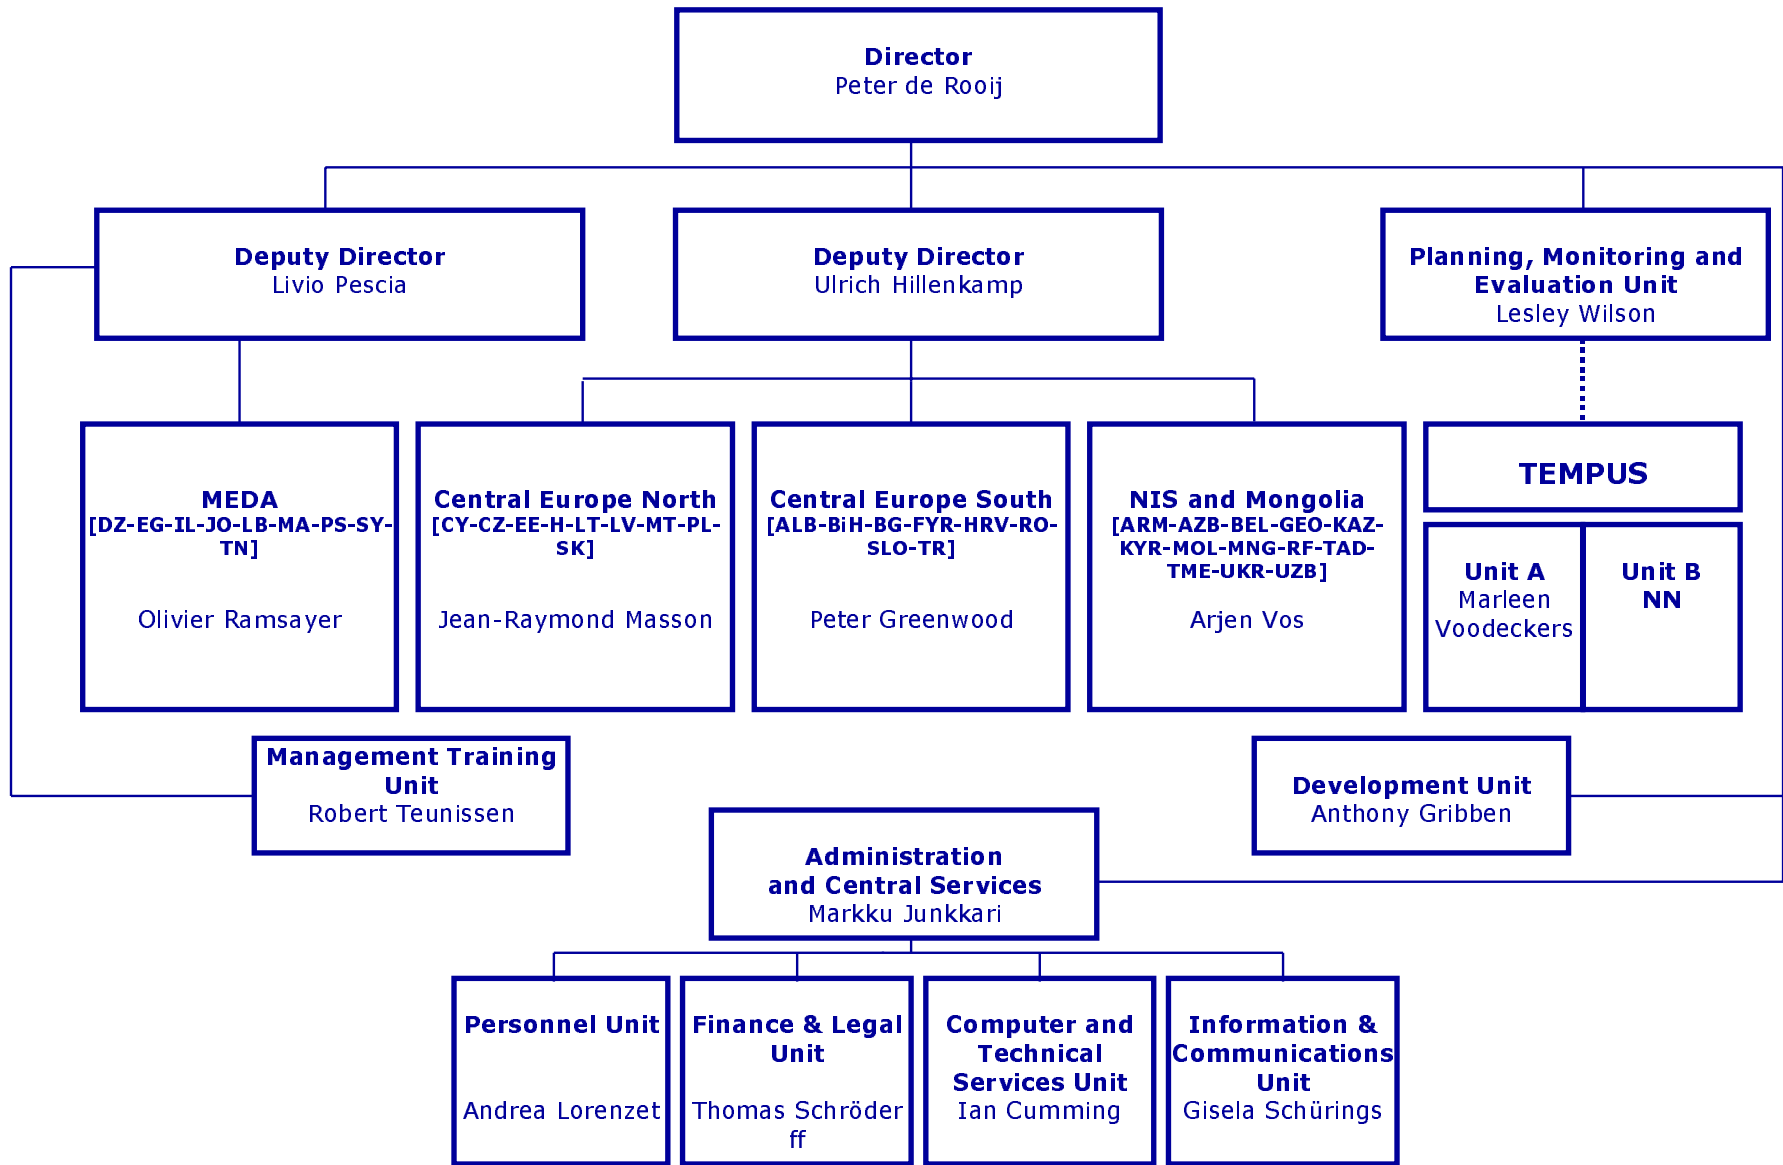 Director
Peter de Rooij
Deputy Director
Livio Pescia
Deputy Director
Ulrich Hillenkamp
Planning, Monitoring and
Evaluation Unit
Lesley Wilson
MEDA
[DZ-EG-IL-JO-LB-MA-PS-SY-
TN]
Olivier Ramsayer
Central Europe North
[CY-CZ-EE-H-LT-LV-MT-PL-
SK]
Jean-Raymond Masson
Central Europe South
[ALB-BiH-BG-FYR-HRV-RO-
SLO-TR]
Peter Greenwood
NIS and Mongolia
[ARM-AZB-BEL-GEO-KAZ-
KYR-MOL-MNG-RF-TAD-
TME-UKR-UZB]
Arjen Vos
TEMPUS
Unit A
Marleen
Voodeckers
Unit B
NN
Management Training
Unit
Robert Teunissen
Development Unit
Anthony Gribben
Administration
and Central Services
Markku Junkkari
Personnel Unit
Andrea Lorenzet
Finance & Legal
Unit
Thomas Schröder
ff
Computer and
Technical
Services Unit
Ian Cumming
Information &
Communications
Unit
Gisela Schürings